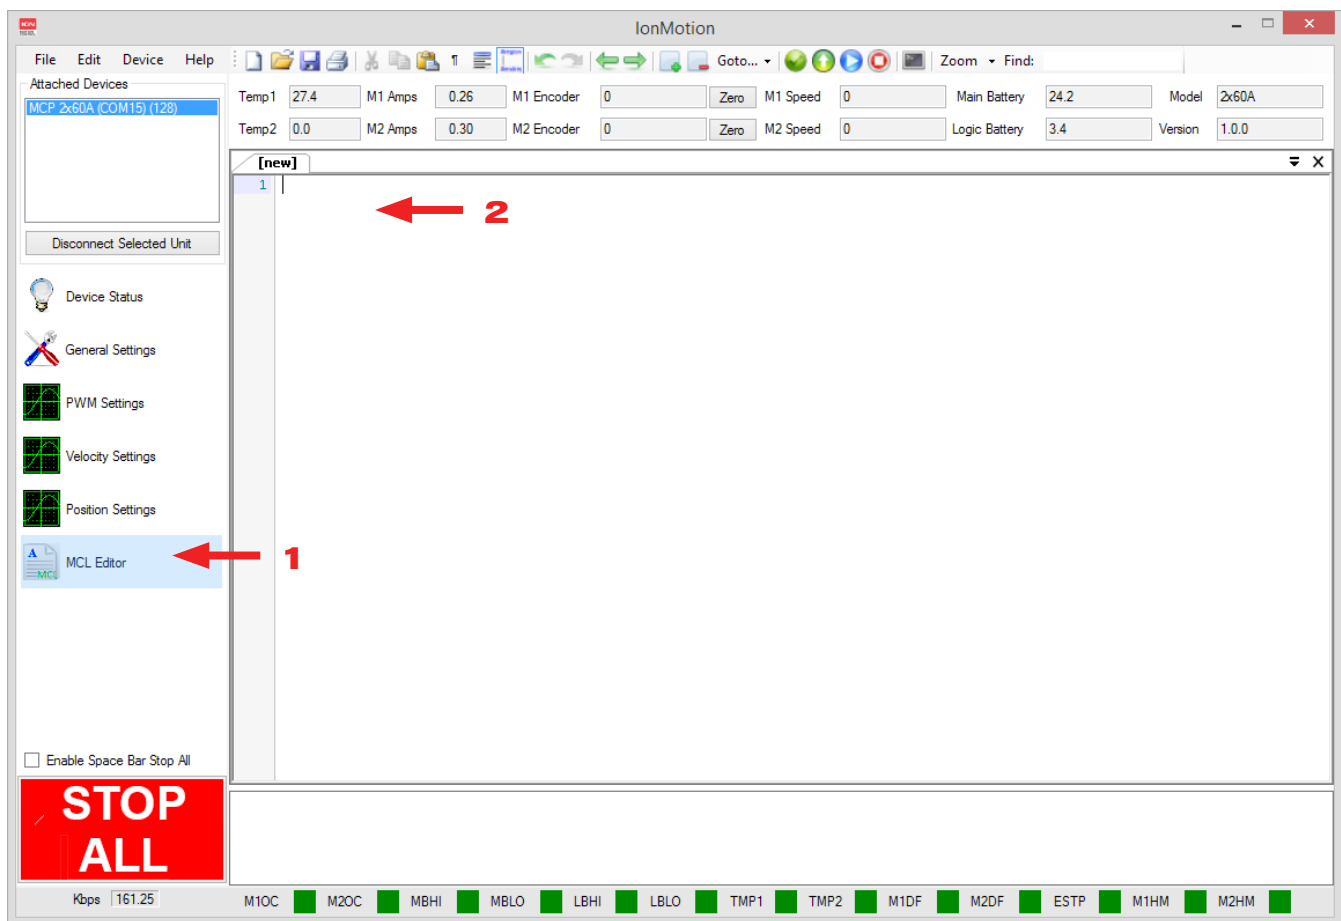 IonMotion
File Edit Device Help Goto... Zoom Find:
Attached Devices
MCP 2x60A (COM15) (128)
Disconnect Selected Unit
Temp1 27.4 M1 Amps 0.26 M1 Encoder 0 Zero M1 Speed 0 Main Battery 24.2 Model 2x60A
Temp2 0.0 M2 Amps 0.30 M2 Encoder 0 Zero M2 Speed 0 Logic Battery 3.4 Version 1.0.0
[new]
1
2
Device Status
General Settings
PWM Settings
Velocity Settings
Position Settings
MCL Editor
1
Enable Space Bar Stop All
STOP
ALL
Kbps 161.25 M1OC M2OC MBHI MBLO LBHI LBLO TMP1 TMP2 M1DF M2DF ESTP M1HM M2HM